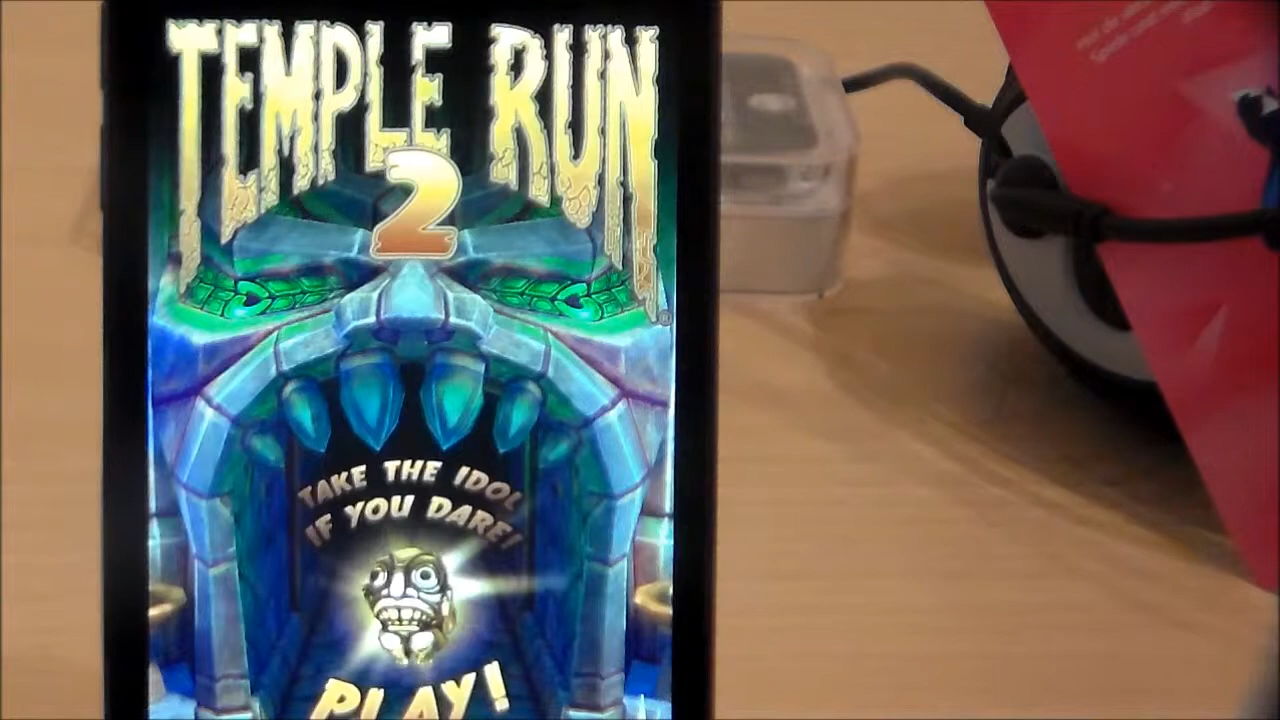 TEMPLE RUN
2
®
TAKE THE IDOL
IF YOU DARE!
PLAY!